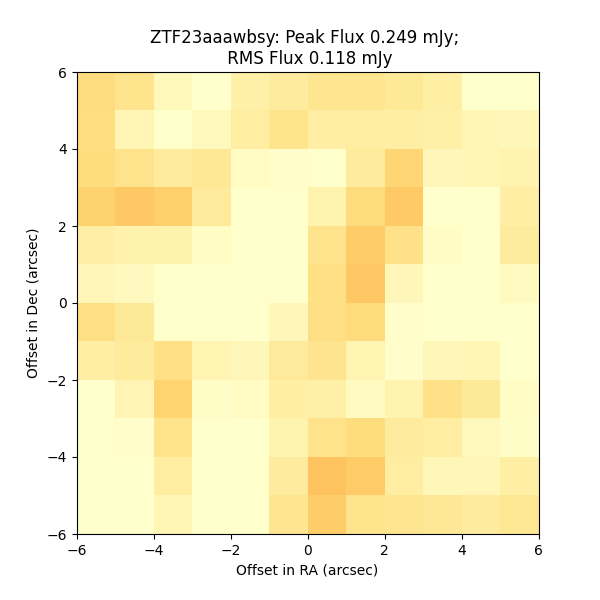 ZTF23aaawbsy: Peak Flux 0.249 mJy;
RMS Flux 0.118 mJy
6
4
2
0
−2
−4
−6
Offset in Dec (arcsec)
−6 −4 −2 0 2 4 6
Offset in RA (arcsec)